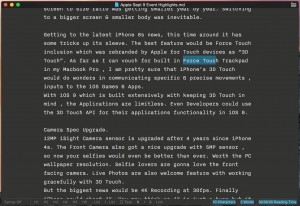 Apple Sept 9 Event Highlights.md
screen to size ratio was getting smaller year by year. Switching
to a bigger screen & smaller body was inevitable.
Getting to the latest iPhone 6s news, this time around it has
some tricks up its sleeve. The best feature would be Force Touch
inclusion which was rebranded by Apple for Touch devices as "3D
Touch". As far as I can vouch for built in Force Touch trackpad
in my Macbook Pro , I am pretty sure that iPhone's 3D Touch
would do wonders in communicating specific & precise movements ,
inputs to the iOS Games & Apps.
With iOS 9 which is built extensively with keeping 3D Touch in
mind , the Applications are limitless. Even Developers could use
the 3D Touch API for their applications functionality in iOS 9.
Camera Spec Upgrade.
12MP iSight Camera sensor is upgraded after 4 years since iPhone
4s. The Front Camera also got a nice upgrade with 5MP sensor ,
so now your selfies would even be better than ever. Worth the PC
wallpaper resolution. Selfie lovers are gonna love the front
facing camera. Live Photos are also welcome feature with working
gracefully with 3D Touch.
But the biggest news would be 4K Recording at 30fps. Finally